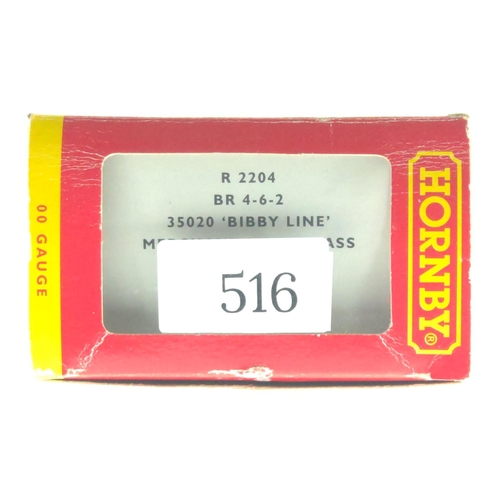 00 GAUGE
R 2204
BR 4-6-2
35020 'BIBBY LINE'
516
HORNBY®